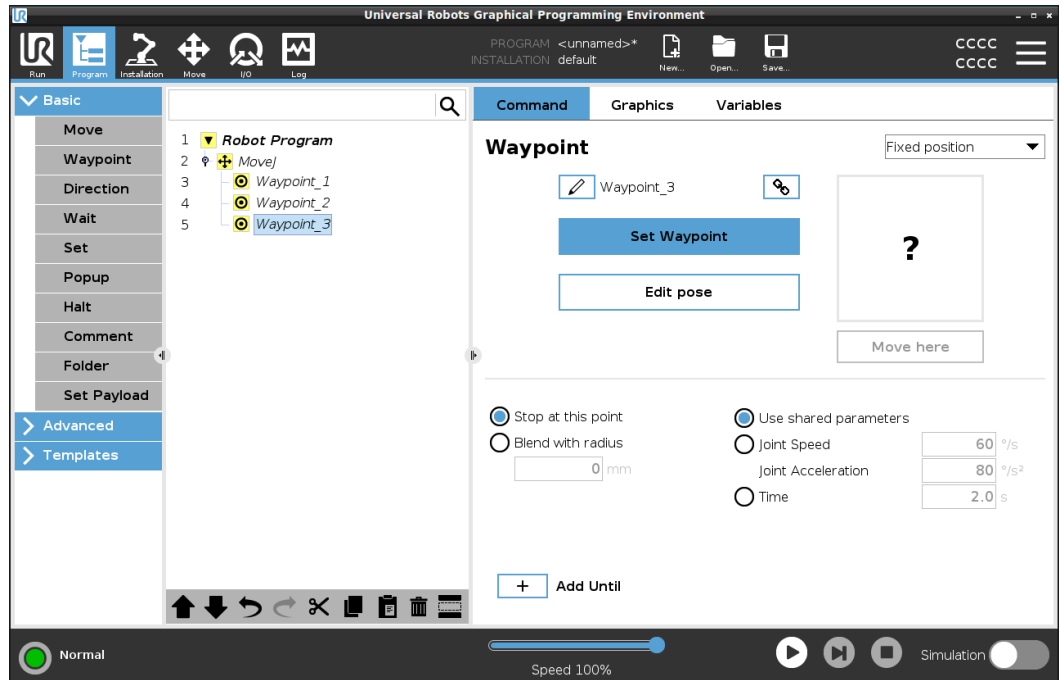 Universal Robots Graphical Programming Environment
UR
Run
Program
Installation
Move
I/O
Log
PROGRAM <unnamed>*
INSTALLATION default
New...
Open...
Save...
CCCC
CCCC
Basic
Move
Waypoint
Direction
Wait
Set
Popup
Halt
Comment
Folder
Set Payload
Advanced
Templates
1 Robot Program
2 MoveJ
3 Waypoint_1
4 Waypoint_2
5 Waypoint_3
Command Graphics Variables
Waypoint
Fixed position
Waypoint_3
Set Waypoint
Edit pose
?
Move here
Stop at this point
Blend with radius
0 mm
Use shared parameters
Joint Speed 60 °/s
Joint Acceleration 80 °/s²
Time 2.0 s
+ Add Until
Normal
Speed 100%
Simulation